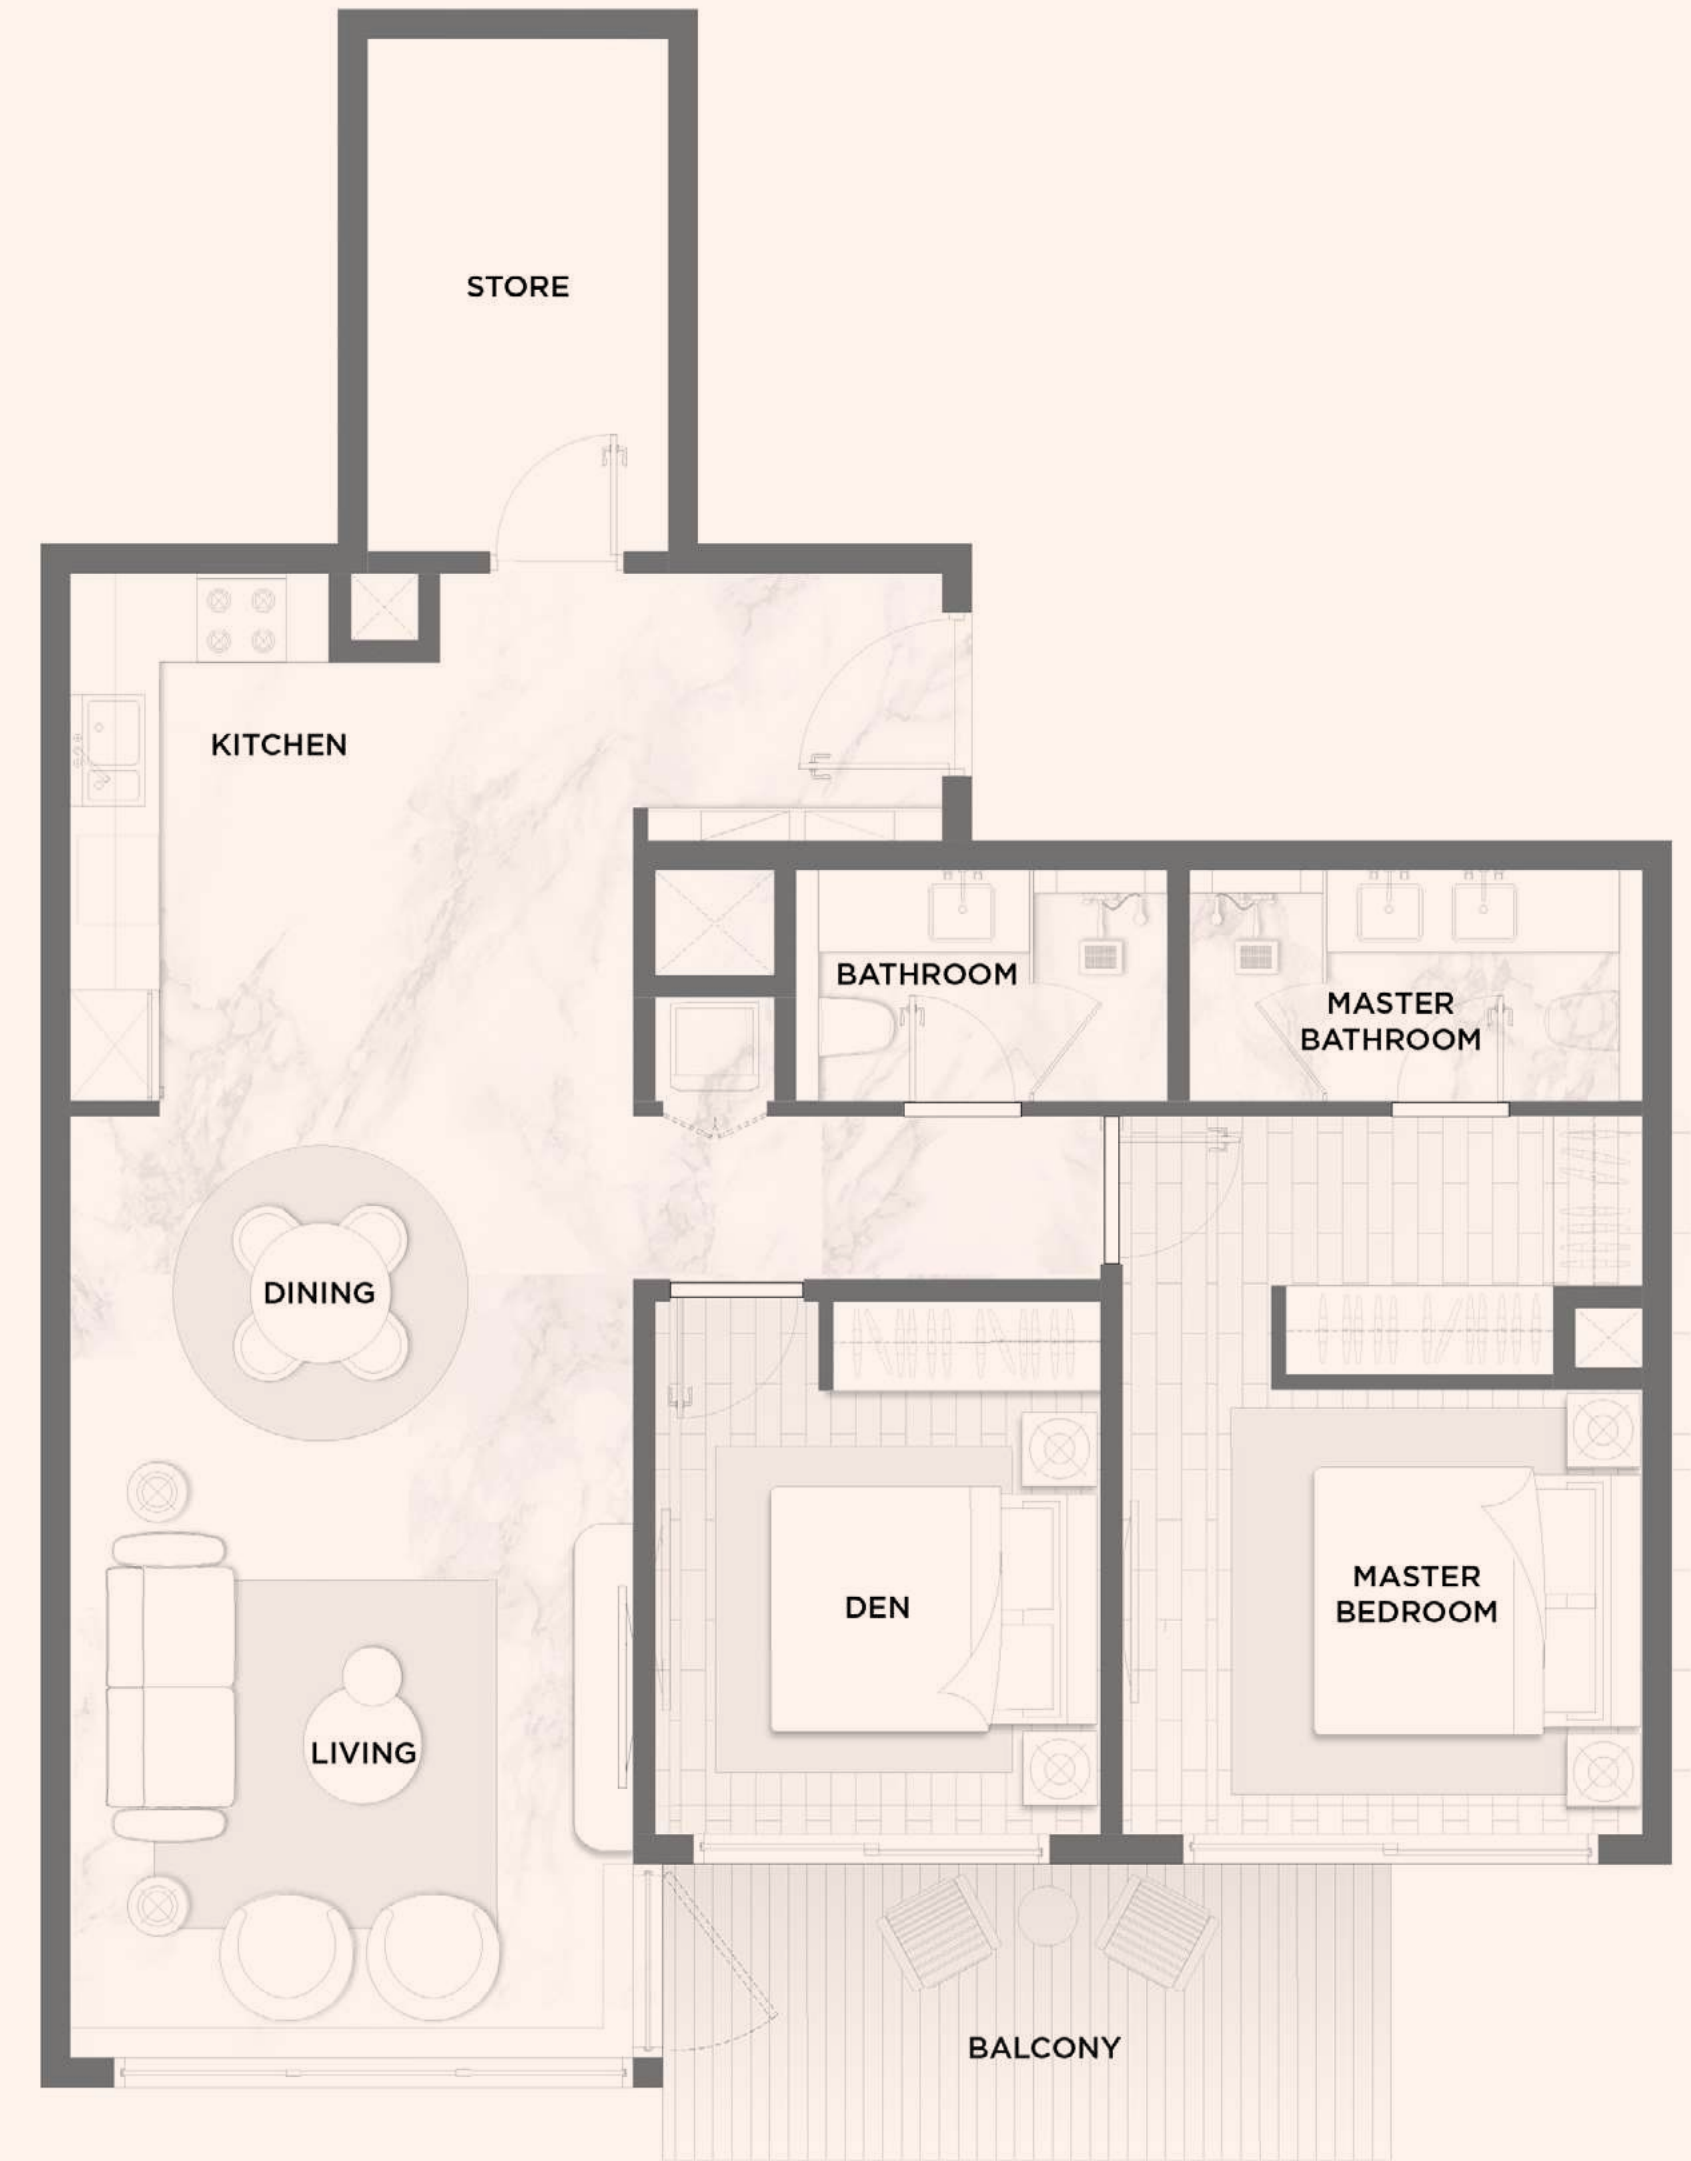 STORE
KITCHEN
BATHROOM
MASTER
BATHROOM
DINING
DEN
MASTER
BEDROOM
LIVING
BALCONY